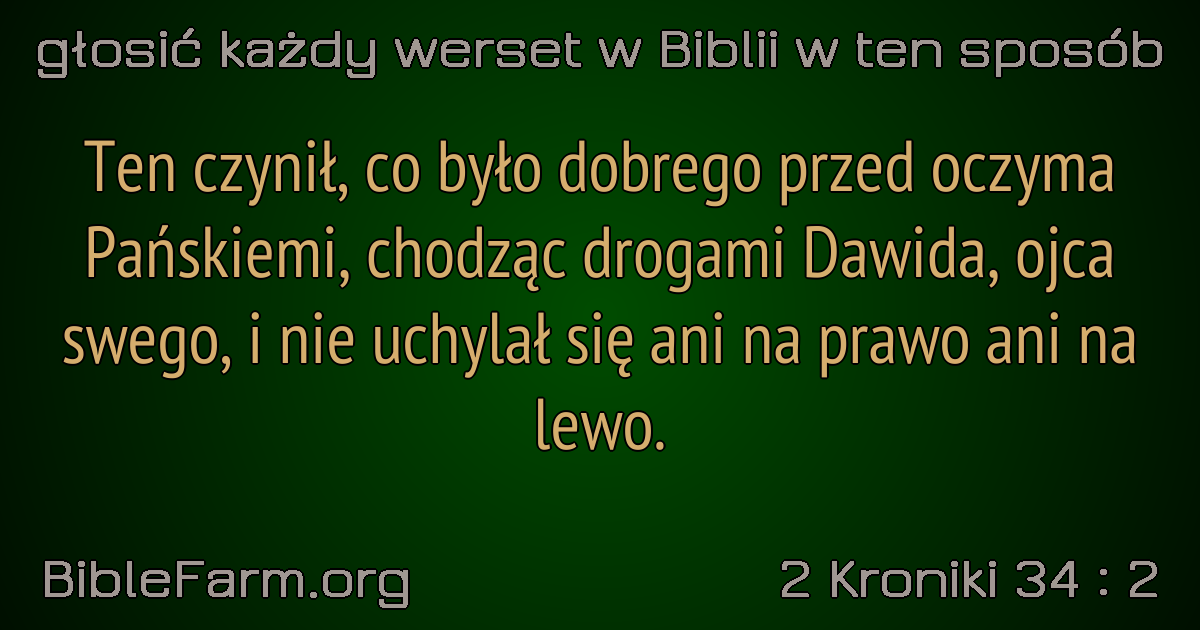 głosić każdy werset w Biblii w ten sposób
Ten czynił, co było dobrego przed oczyma
Pańskiemi, chodząc drogami Dawida, ojca
swego, i nie uchylał się ani na prawo ani na
lewo.
BibleFarm.org
2 Kroniki 34 : 2